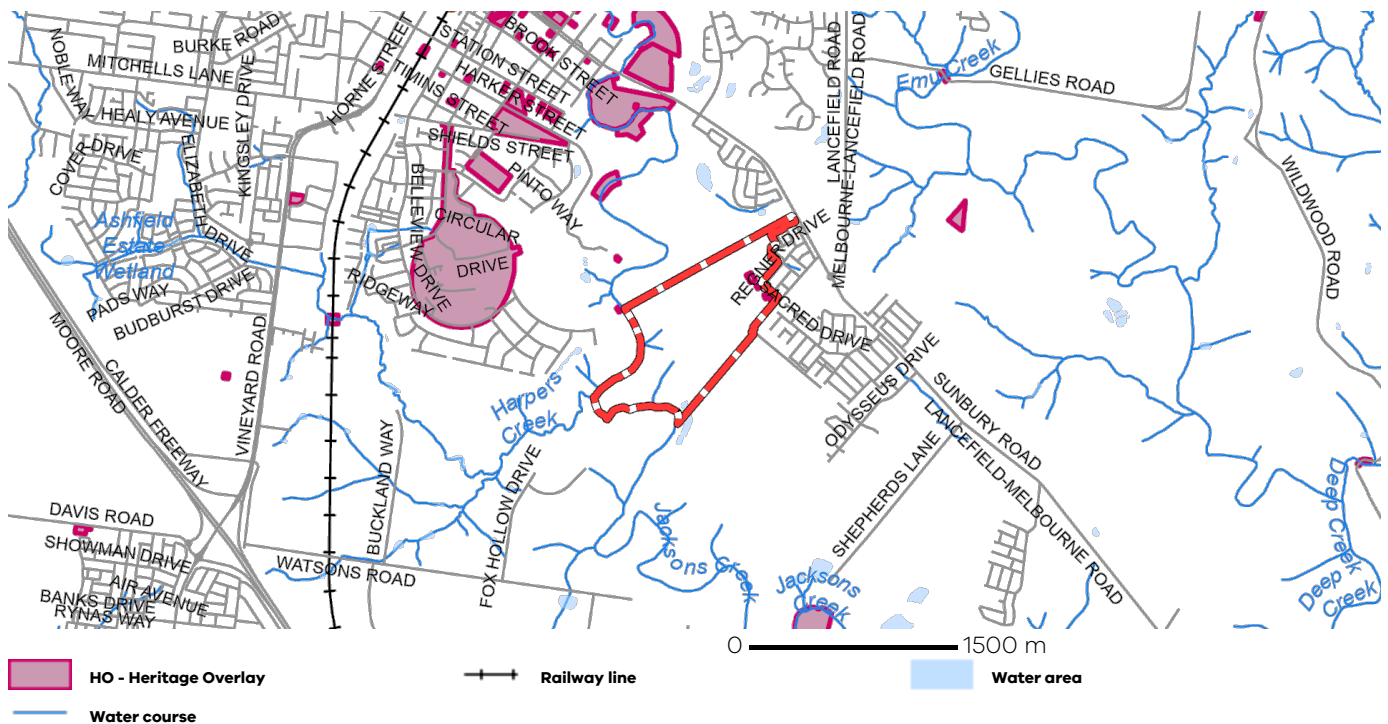 BURKE ROAD
MITCHELLS LANE
NOBLE WAY
HEALY AVENUE
KINGSLEY DRIVE
HORNE STREET
COVER DRIVE
ELIZABETH DRIVE
Ashfield
Estate
Wetland
PADS WAY
BUDBURST DRIVE
MOORE ROAD
CALDER FREEWAY
VINEYARD ROAD
STATION STREET
BROOK STREET
TIMINS STREET
HARKER STREET
SHIELDS STREET
PINTO WAY
BELLEVIEW DRIVE
CIRCULAR
DRIVE
RIDGEWAY
LANCEFIELD ROAD
MELBOURNE-LANCEFIELD ROAD
Emu Creek
GELLIES ROAD
WILDWOOD ROAD
REGNER DRIVE
SACRED DRIVE
ODYSSEUS DRIVE
SUNBURY ROAD
LANCEFIELD-MELBOURNE ROAD
SHEPHERDS LANE
Harpers
Creek
BUCKLAND WAY
FOX HOLLOW DRIVE
WATSONS ROAD
DAVIS ROAD
SHOWMAN DRIVE
AIR AVENUE
BANKS DRIVE
RYNAS WAY
Jacksons Creek
Jacksons
Creek
Deep Creek
Deep
Creek
0 1500 m
HO - Heritage Overlay
Railway line
Water area
Water course